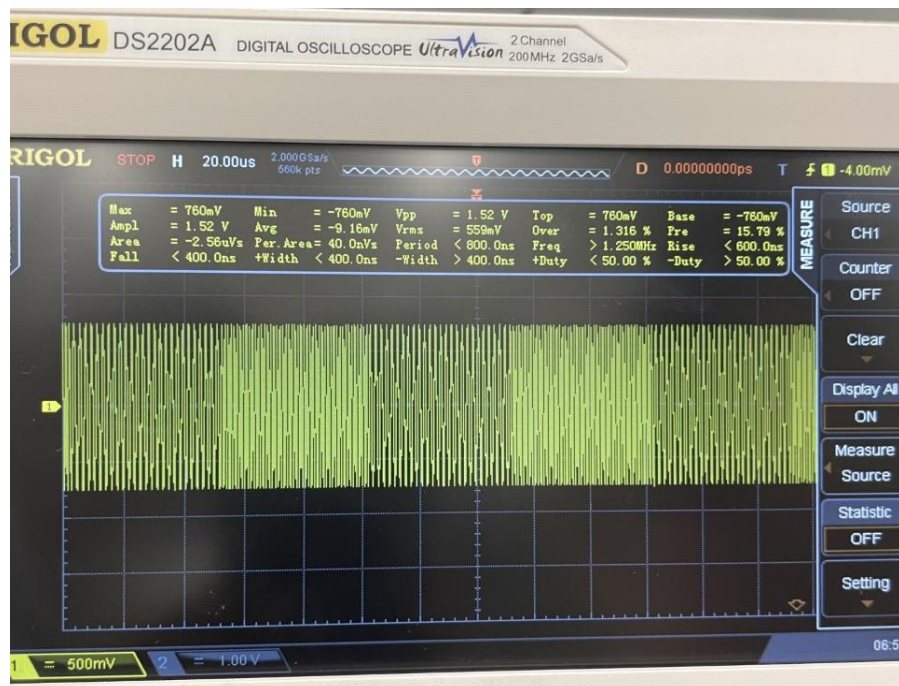 IGOL DS2202A DIGITAL OSCILLOSCOPE UltraVision 2 Channel
200MHz 2GSa/s
RIGOL STOP H 20.00us 2.000GSa/s D 0.00000000ps T 1 -4.00mV
560k pts
Max = 760mV Min = -760mV Vpp = 1.52 V Top = 760mV Base = -760mV
Ampl = 1.52 V Avg = -9.16mV Vrms = 559mV Over = 1.316 % Pre = 15.79 %
Area = -2.56uVs Per.Area= 40.0nVs Period < 800.0ns Freq > 1.250MHz Rise < 600.0ns
Fall < 400.0ns +Width < 400.0ns -Width > 400.0ns +Duty < 50.00 % -Duty > 50.00 %
MEASURE
Source
CH1
Counter
OFF
Clear
Display All
ON
Measure
Source
Statistic
OFF
Setting
1
1 = 500mV 2 = 1.00 V
06:5